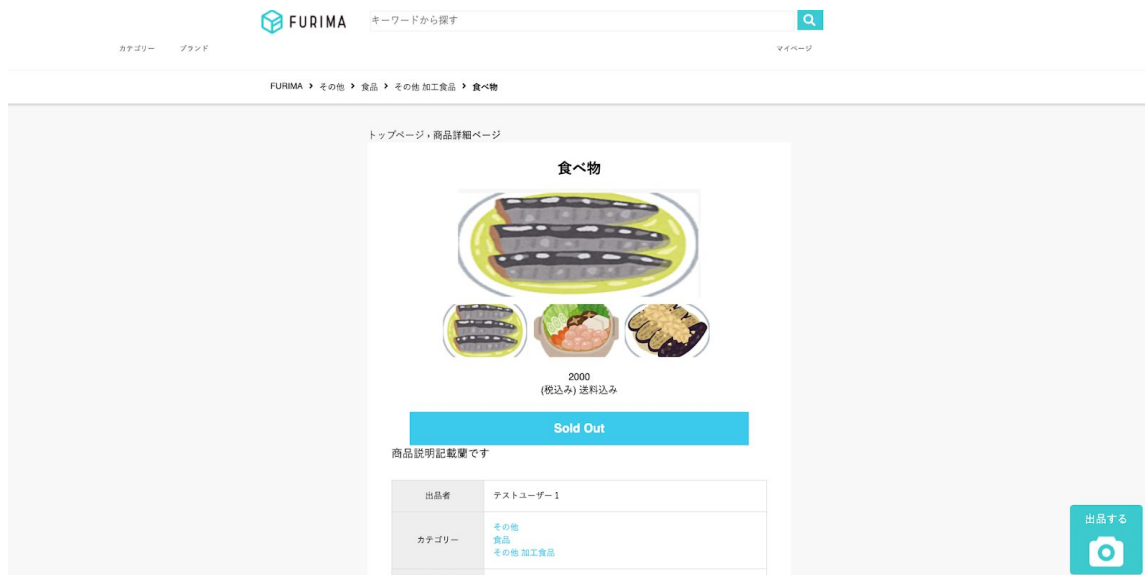 FURIMA
キーワードから探す
カテゴリー ブランド マイページ
FURIMA › その他 › 食品 › その他 加工食品 › 食べ物
トップページ › 商品詳細ページ
食べ物
2000
(税込み) 送料込み
Sold Out
商品説明記載蘭です
出品者 テストユーザー1
カテゴリー その他
食品
その他 加工食品
出品する